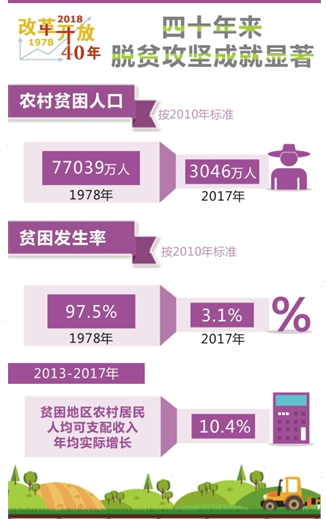 改革开放
1978
2018
40年
四十年来
脱贫攻坚成就显著
农村贫困人口
按2010年标准
77039万人
1978年
3046万人
2017年
贫困发生率
按2010年标准
97.5%
1978年
3.1%
2017年
%
2013-2017年
贫困地区农村居民
人均可支配收入
年均实际增长
10.4%